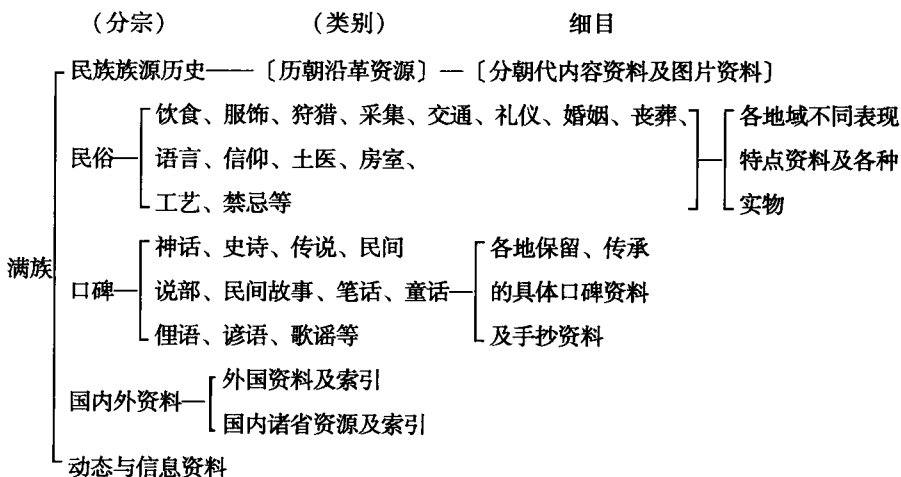 （分宗） （类别） 细目
民族族源历史——〔历朝沿革资源〕—〔分朝代内容资料及图片资料〕
饮食、服饰、狩猎、采集、交通、礼仪、婚姻、丧葬、 各地域不同表现
民俗— 语言、信仰、土医、房室、 特点资料及各种
工艺、禁忌等 实物
神话、史诗、传说、民间 各地保留、传承
满族
口碑— 说部、民间故事、笔话、童话— 的具体口碑资料
俚语、谚语、歌谣等 及手抄资料
外国资料及索引
国内外资料—
国内诸省资源及索引
动态与信息资料